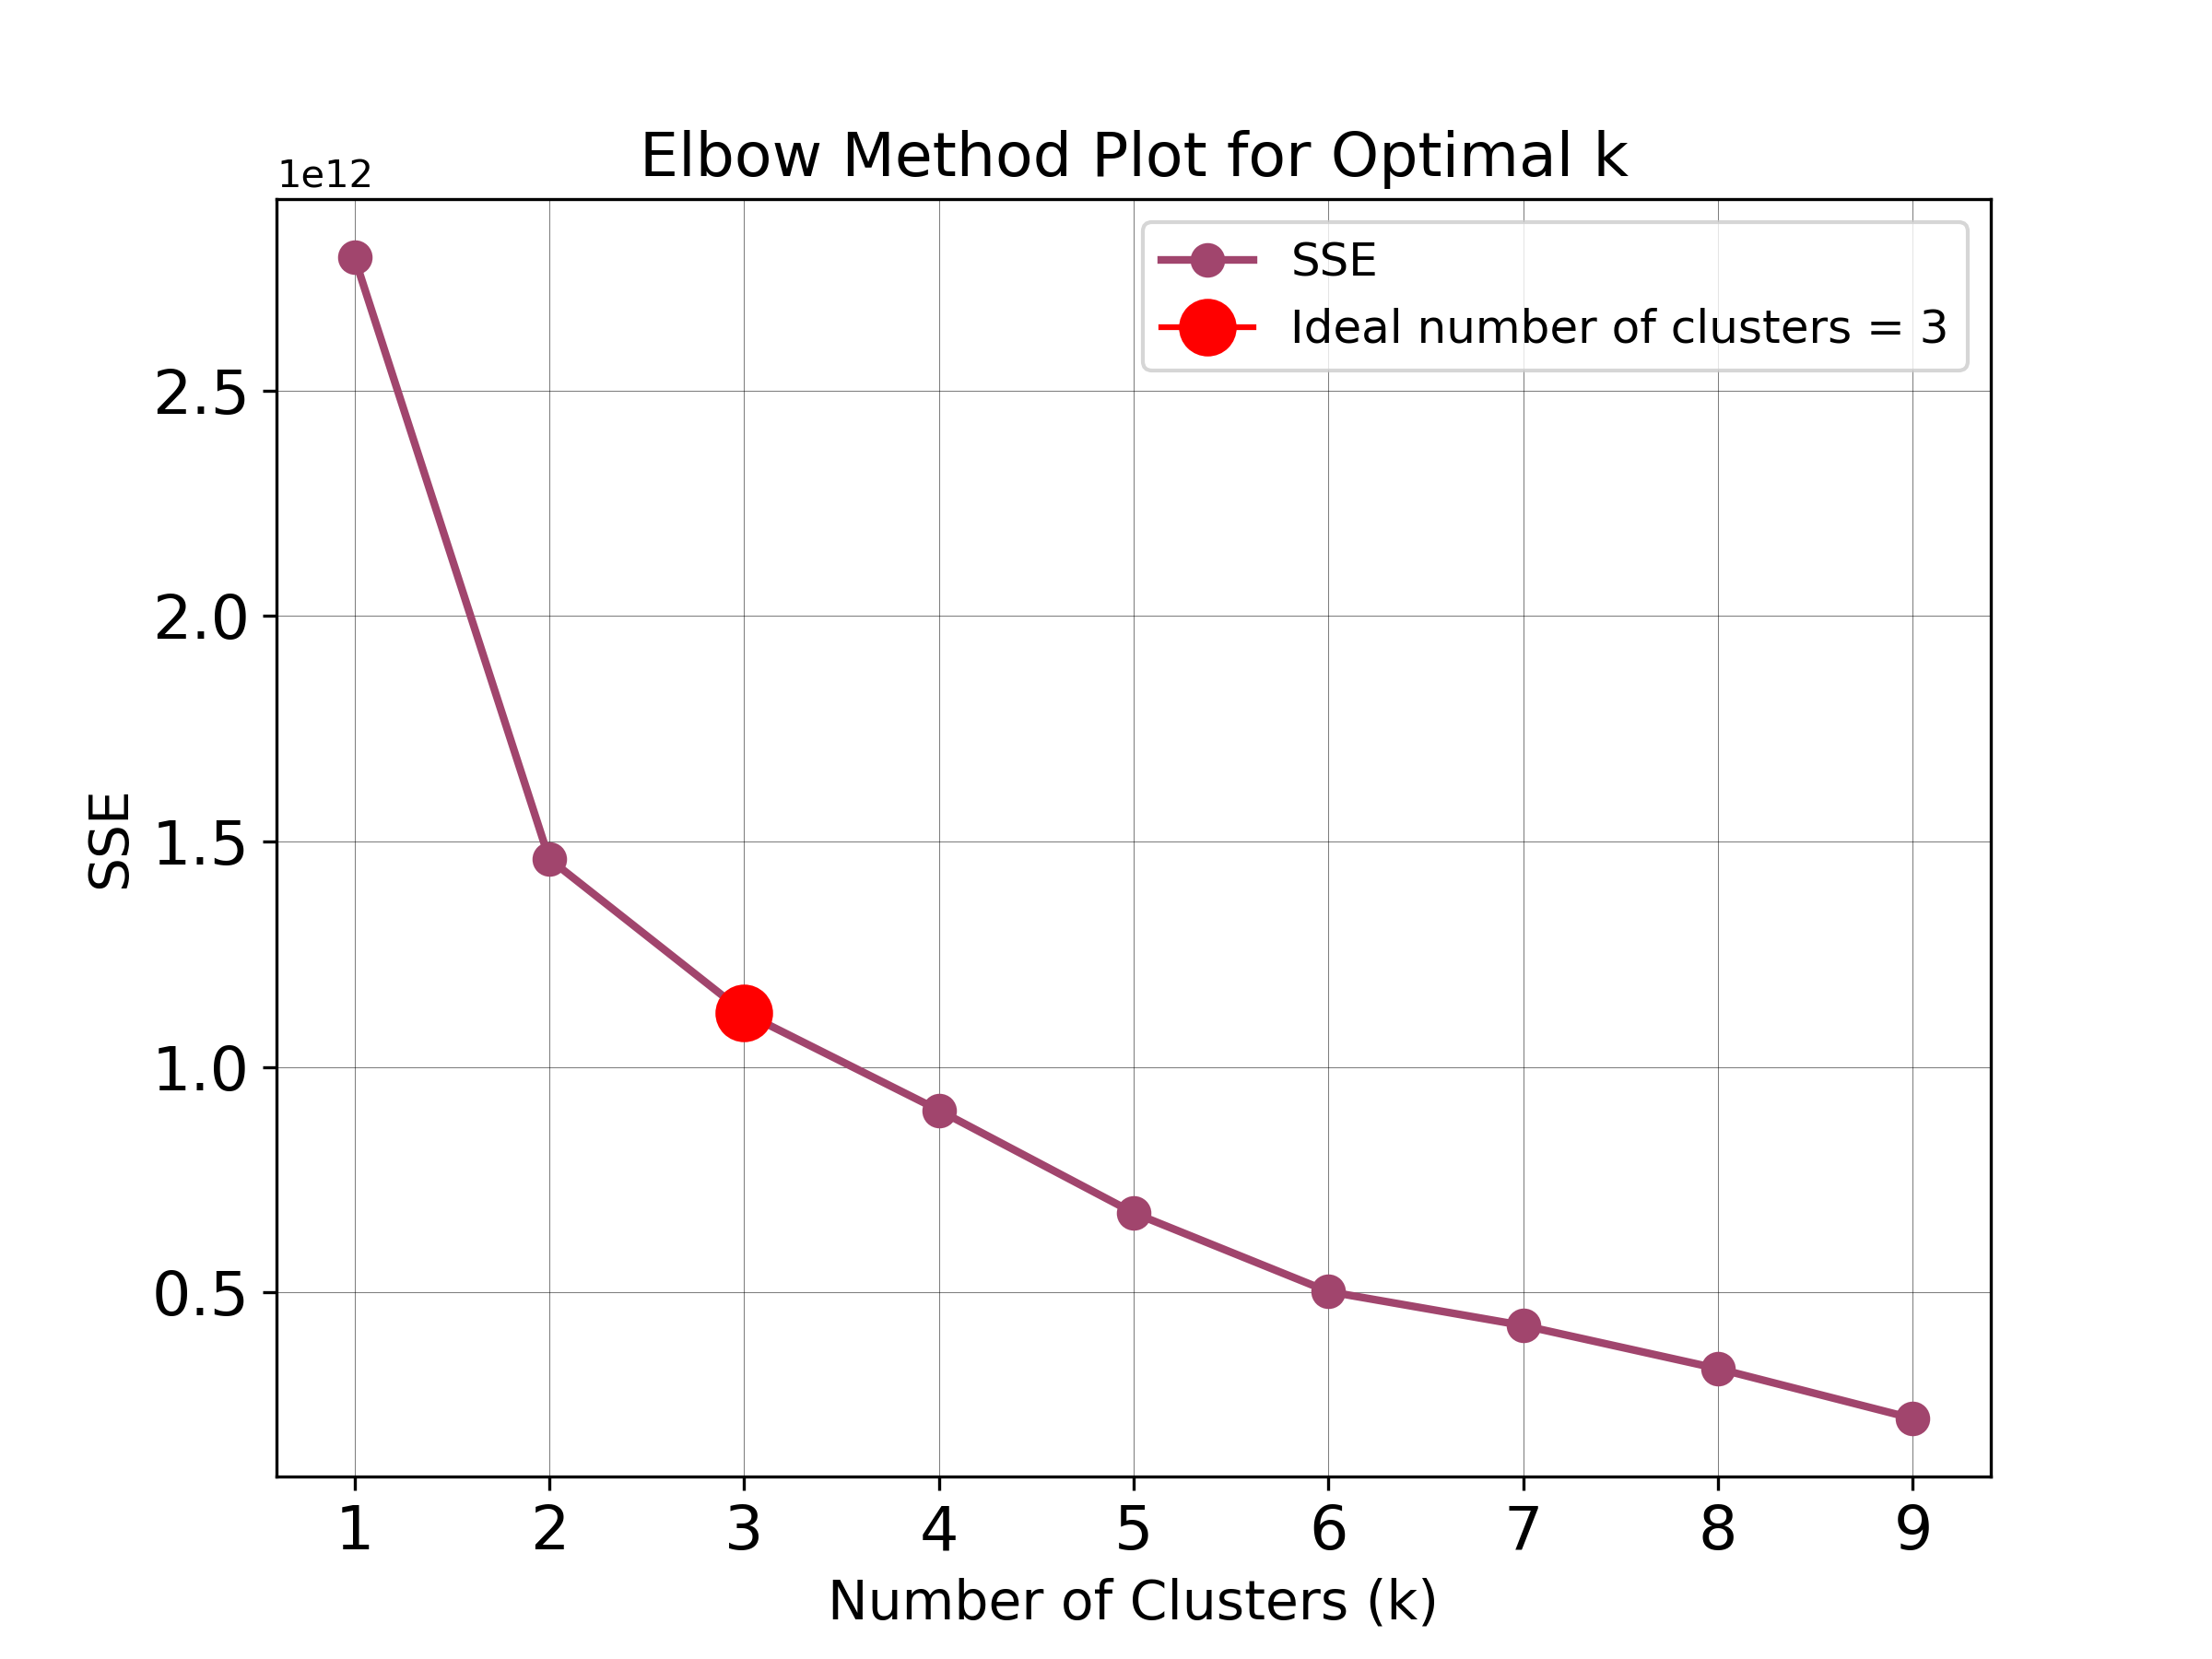 Elbow Method Plot for Optimal k
1e12
SSE
Ideal number of clusters = 3
2.5
2.0
1.5
1.0
0.5
SSE
1 2 3 4 5 6 7 8 9
Number of Clusters (k)